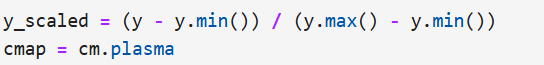 y_scaled = (y - y.min()) / (y.max() - y.min())
cmap = cm.plasma